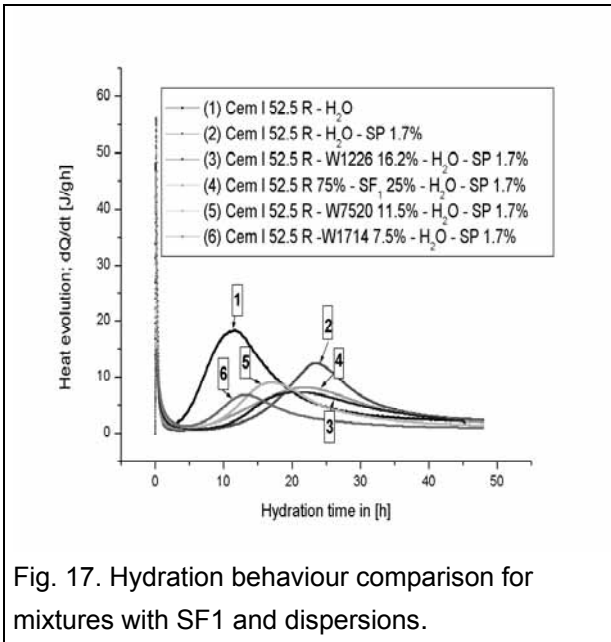 60
50
40
30
20
10
0
Heat evolution; dQ/dt [J/gh]
(1) Cem I 52.5 R - H₂O
(2) Cem I 52.5 R - H₂O - SP 1.7%
(3) Cem I 52.5 R - W1226 16.2% - H₂O - SP 1.7%
(4) Cem I 52.5 R 75% - SF₁ 25% - H₂O - SP 1.7%
(5) Cem I 52.5 R - W7520 11.5% - H₂O - SP 1.7%
(6) Cem I 52.5 R -W1714 7.5% - H₂O - SP 1.7%
1
2
5
4
6
3
0 10 20 30 40 50
Hydration time in [h]
Fig. 17. Hydration behaviour comparison for
mixtures with SF1 and dispersions.